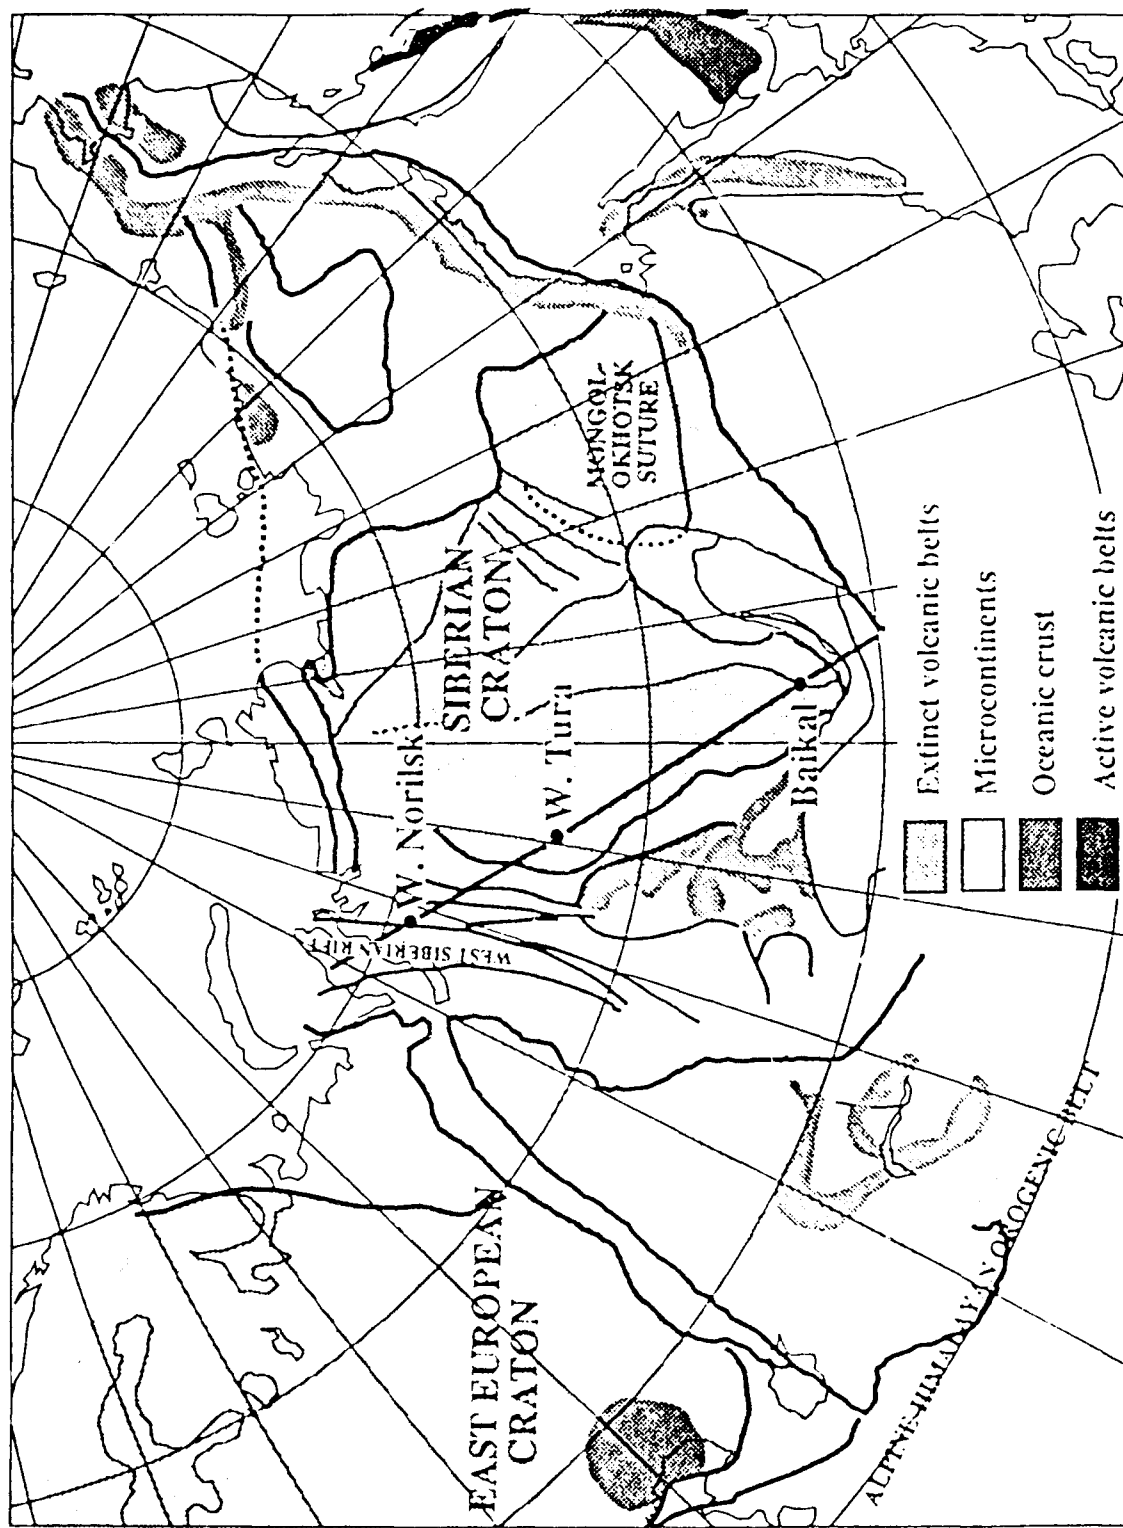 EAST EUROPEAN
CRATON
WEST SIBERIAN RIFT
W. Norilsk
W. Tura
Baikal
SIBERIAN
CRATON
MONGOL-
OKHOTSK
SUTURE
ALPINE-HIMALAYAN OROGENIC BELT
Extinct volcanic belts
Microcontinents
Oceanic crust
Active volcanic belts